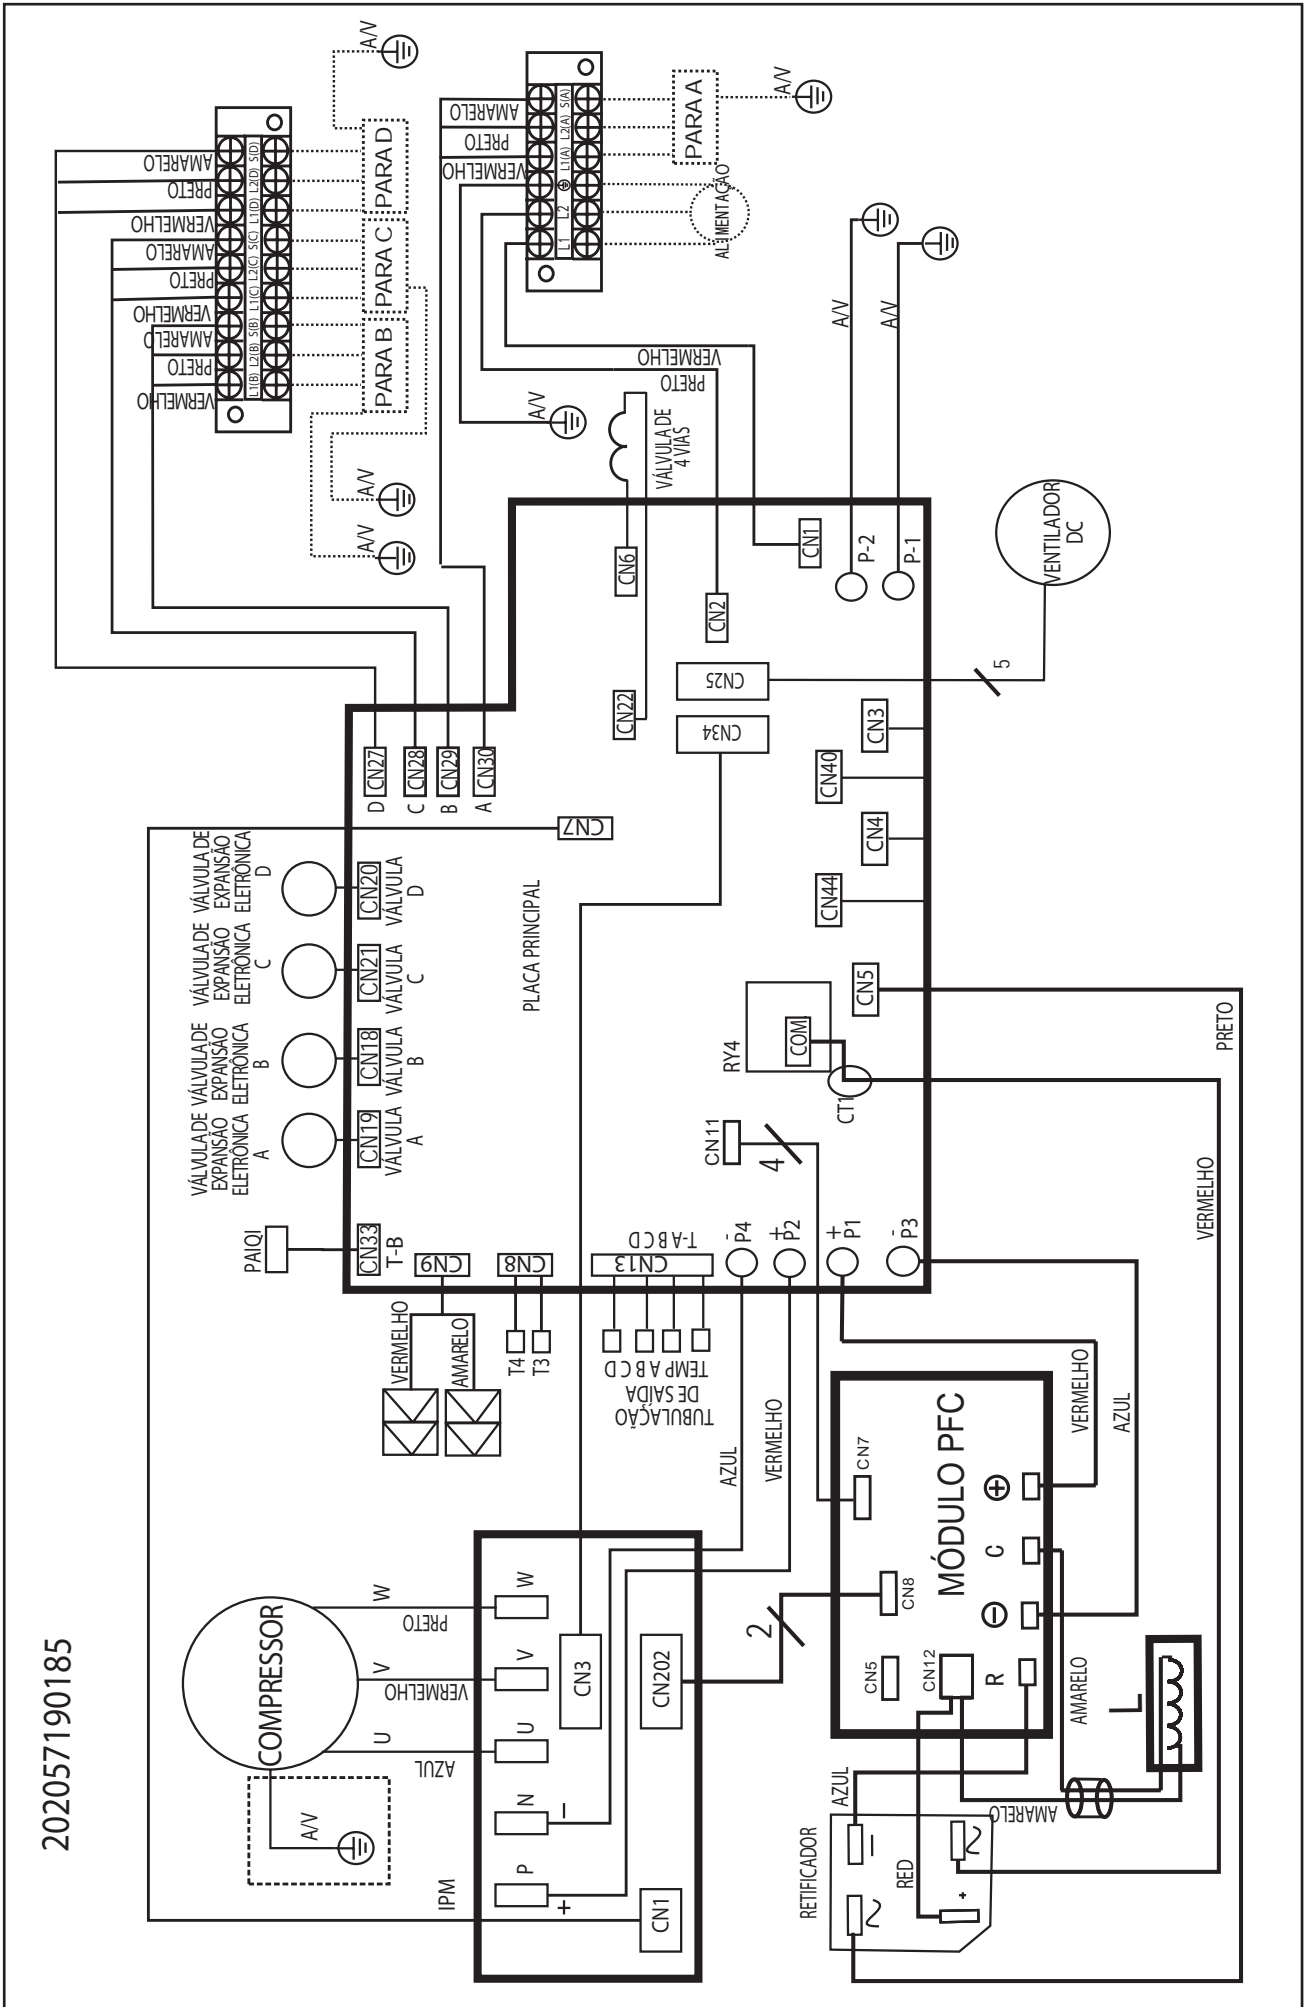 202057190185
A/V
AMARELO
PRETO
VERMELHO
AMARELO
PRETO
VERMELHO
AMARELO
PRETO
VERMELHO
S(D)
L2(D)
L1(D)
S(C)
L2(C)
L1(C)
S(B)
L2(B)
L1(B)
PARA D
PARA C
PARA B
A/V
A/V
AMARELO
PRETO
VERMELHO
S(A)
L2(A)
L1(A)
L2
L1
PARA A
A/V
ALIMENTAÇÃO
VERMELHO
PRETO
A/V
VÁLVULA DE
4 VIAS
A/V
A/V
CN6
CN22
CN2
CN1
P-2
P-1
VENTILADOR
DC
5
CN25
CN34
CN3
CN40
CN4
CN44
CN5
D
CN27
C
CN28
B
CN29
A
CN30
CN7
PLACA PRINCIPAL
VÁLVULA DE
EXPANSÃO
ELETRÔNICA
D
CN20
VÁLVULA
D
VÁLVULA DE
EXPANSÃO
ELETRÔNICA
C
CN21
VÁLVULA
C
VÁLVULA DE
EXPANSÃO
ELETRÔNICA
B
CN18
VÁLVULA
B
VÁLVULA DE
EXPANSÃO
ELETRÔNICA
A
CN19
VÁLVULA
A
PAIQI
CN33
T-B
CN9
VERMELHO
AMARELO
CN8
T4
T3
CN13
T-A B C D
TEMP A B C D
DE SAÍDA
TUBULAÇÃO
RY4
COM
CT1
CN11
4
- P4
+ P2
+ P1
- P3
AZUL
VERMELHO
VERMELHO
AZUL
PRETO
VERMELHO
COMPRESSOR
W
PRETO
V
VERMELHO
U
AZUL
A/V
IPM
W
V
U
N
–
P
+
CN3
CN202
CN1
2
MÓDULO PFC
CN7
CN8
CN5
CN12
+
C
–
R
AMARELO
L
AMARELO
AZUL
RED
RETIFICADOR
–
~
~
+